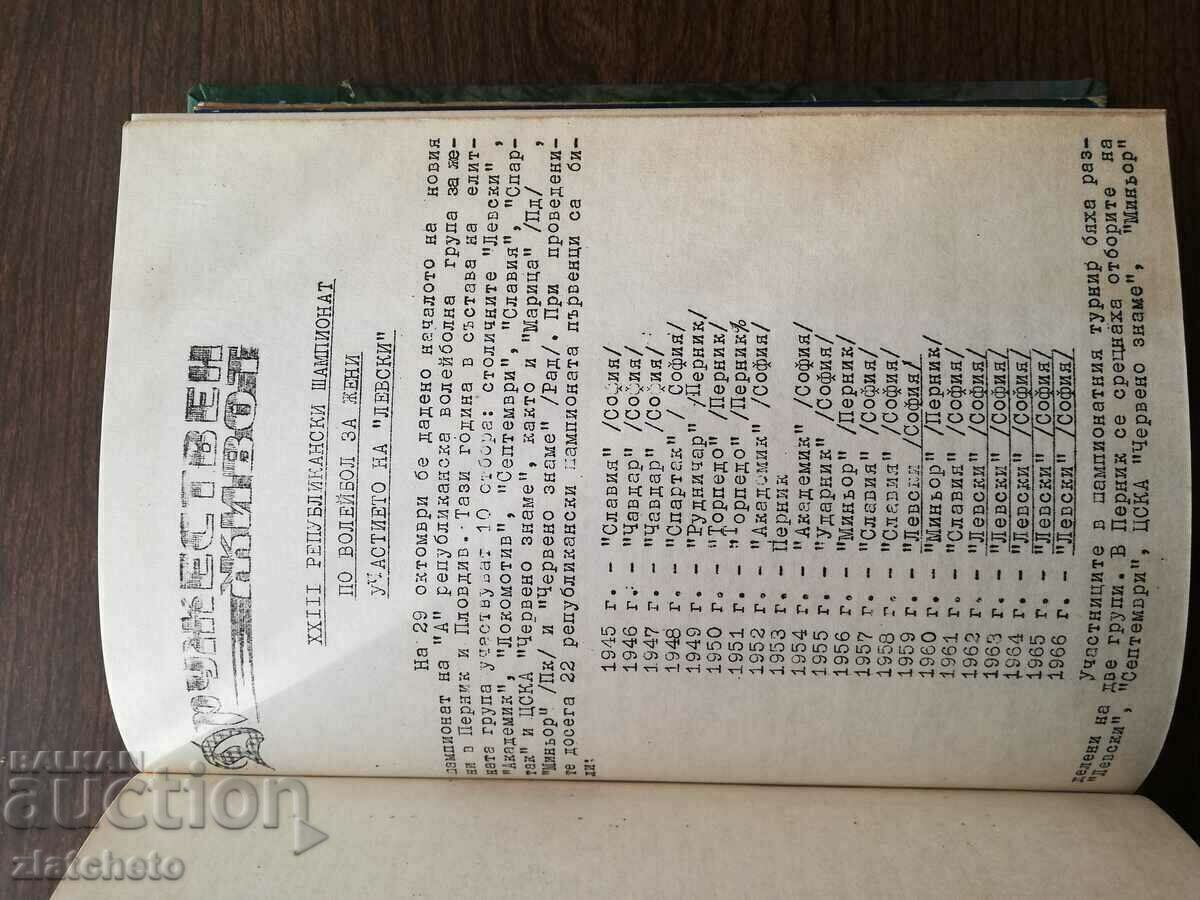 Дружествен
живот
XXIII РЕПУБЛИКАНСКИ ШАМПИОНАТ
ПО ВОЛЕЙБОЛ ЗА ЖЕНИ
УЧАСТИЕТО НА "ЛЕВСКИ"
На 29 октомври бе дадено началото на новия
шампионат на "А" републиканска волейболна група за же-
ни в Перник и Пловдив. Тази година в състава на елит-
ната група участвуват 10 отбора: столичните "Левски",
"Академик", "Локомотив", "Септември", "Славия", "Спар-
так" и ЦСКА "Червено знаме", както и "Марица" /Пд/,
"Миньор" /Пк/ и "Червено знаме" /Рад/. При проведени-
те досега 22 републикански шампионата първенци са би-
ли:
1945 г. - "Славия" /София/
1946 г. - "Чавдар" /София/
1947 г. - "Чавдар" /София/
1948 г. - "Спартак" / София/
1949 г. - "Рудничар" /Перник/
1950 г. - "Торпедо" /Перник/
1951 г. - "Торпедо" /Перник%
1952 г. - "Академик" /София/
1953 г. - Перник
1954 г. - "Академик" /София/
1955 г. - "Ударник" /София/
1956 г. - "Миньор" /Перник/
1957 г. - "Славия" /София/
1958 г. - "Славия" /София/
1959 г. - "Левски /София/
1960 г. - "Миньор" /Перник/
1961 г. - "Славия" /София/
1962 г. - "Левски" /София/
1963 г. - "Левски" /София/
1964 г. - "Левски" /София/
1965 г. - "Левски" /София/
1966 г. - "Левски" /София/
Участниците в шампионатния турнир бяха раз-
делени на две групи. В Перник се срещнаха отборите на
"Левски", "Септември", ЦСКА "Червено знаме", "Миньор"
BALKAN
auction
zlatcheto